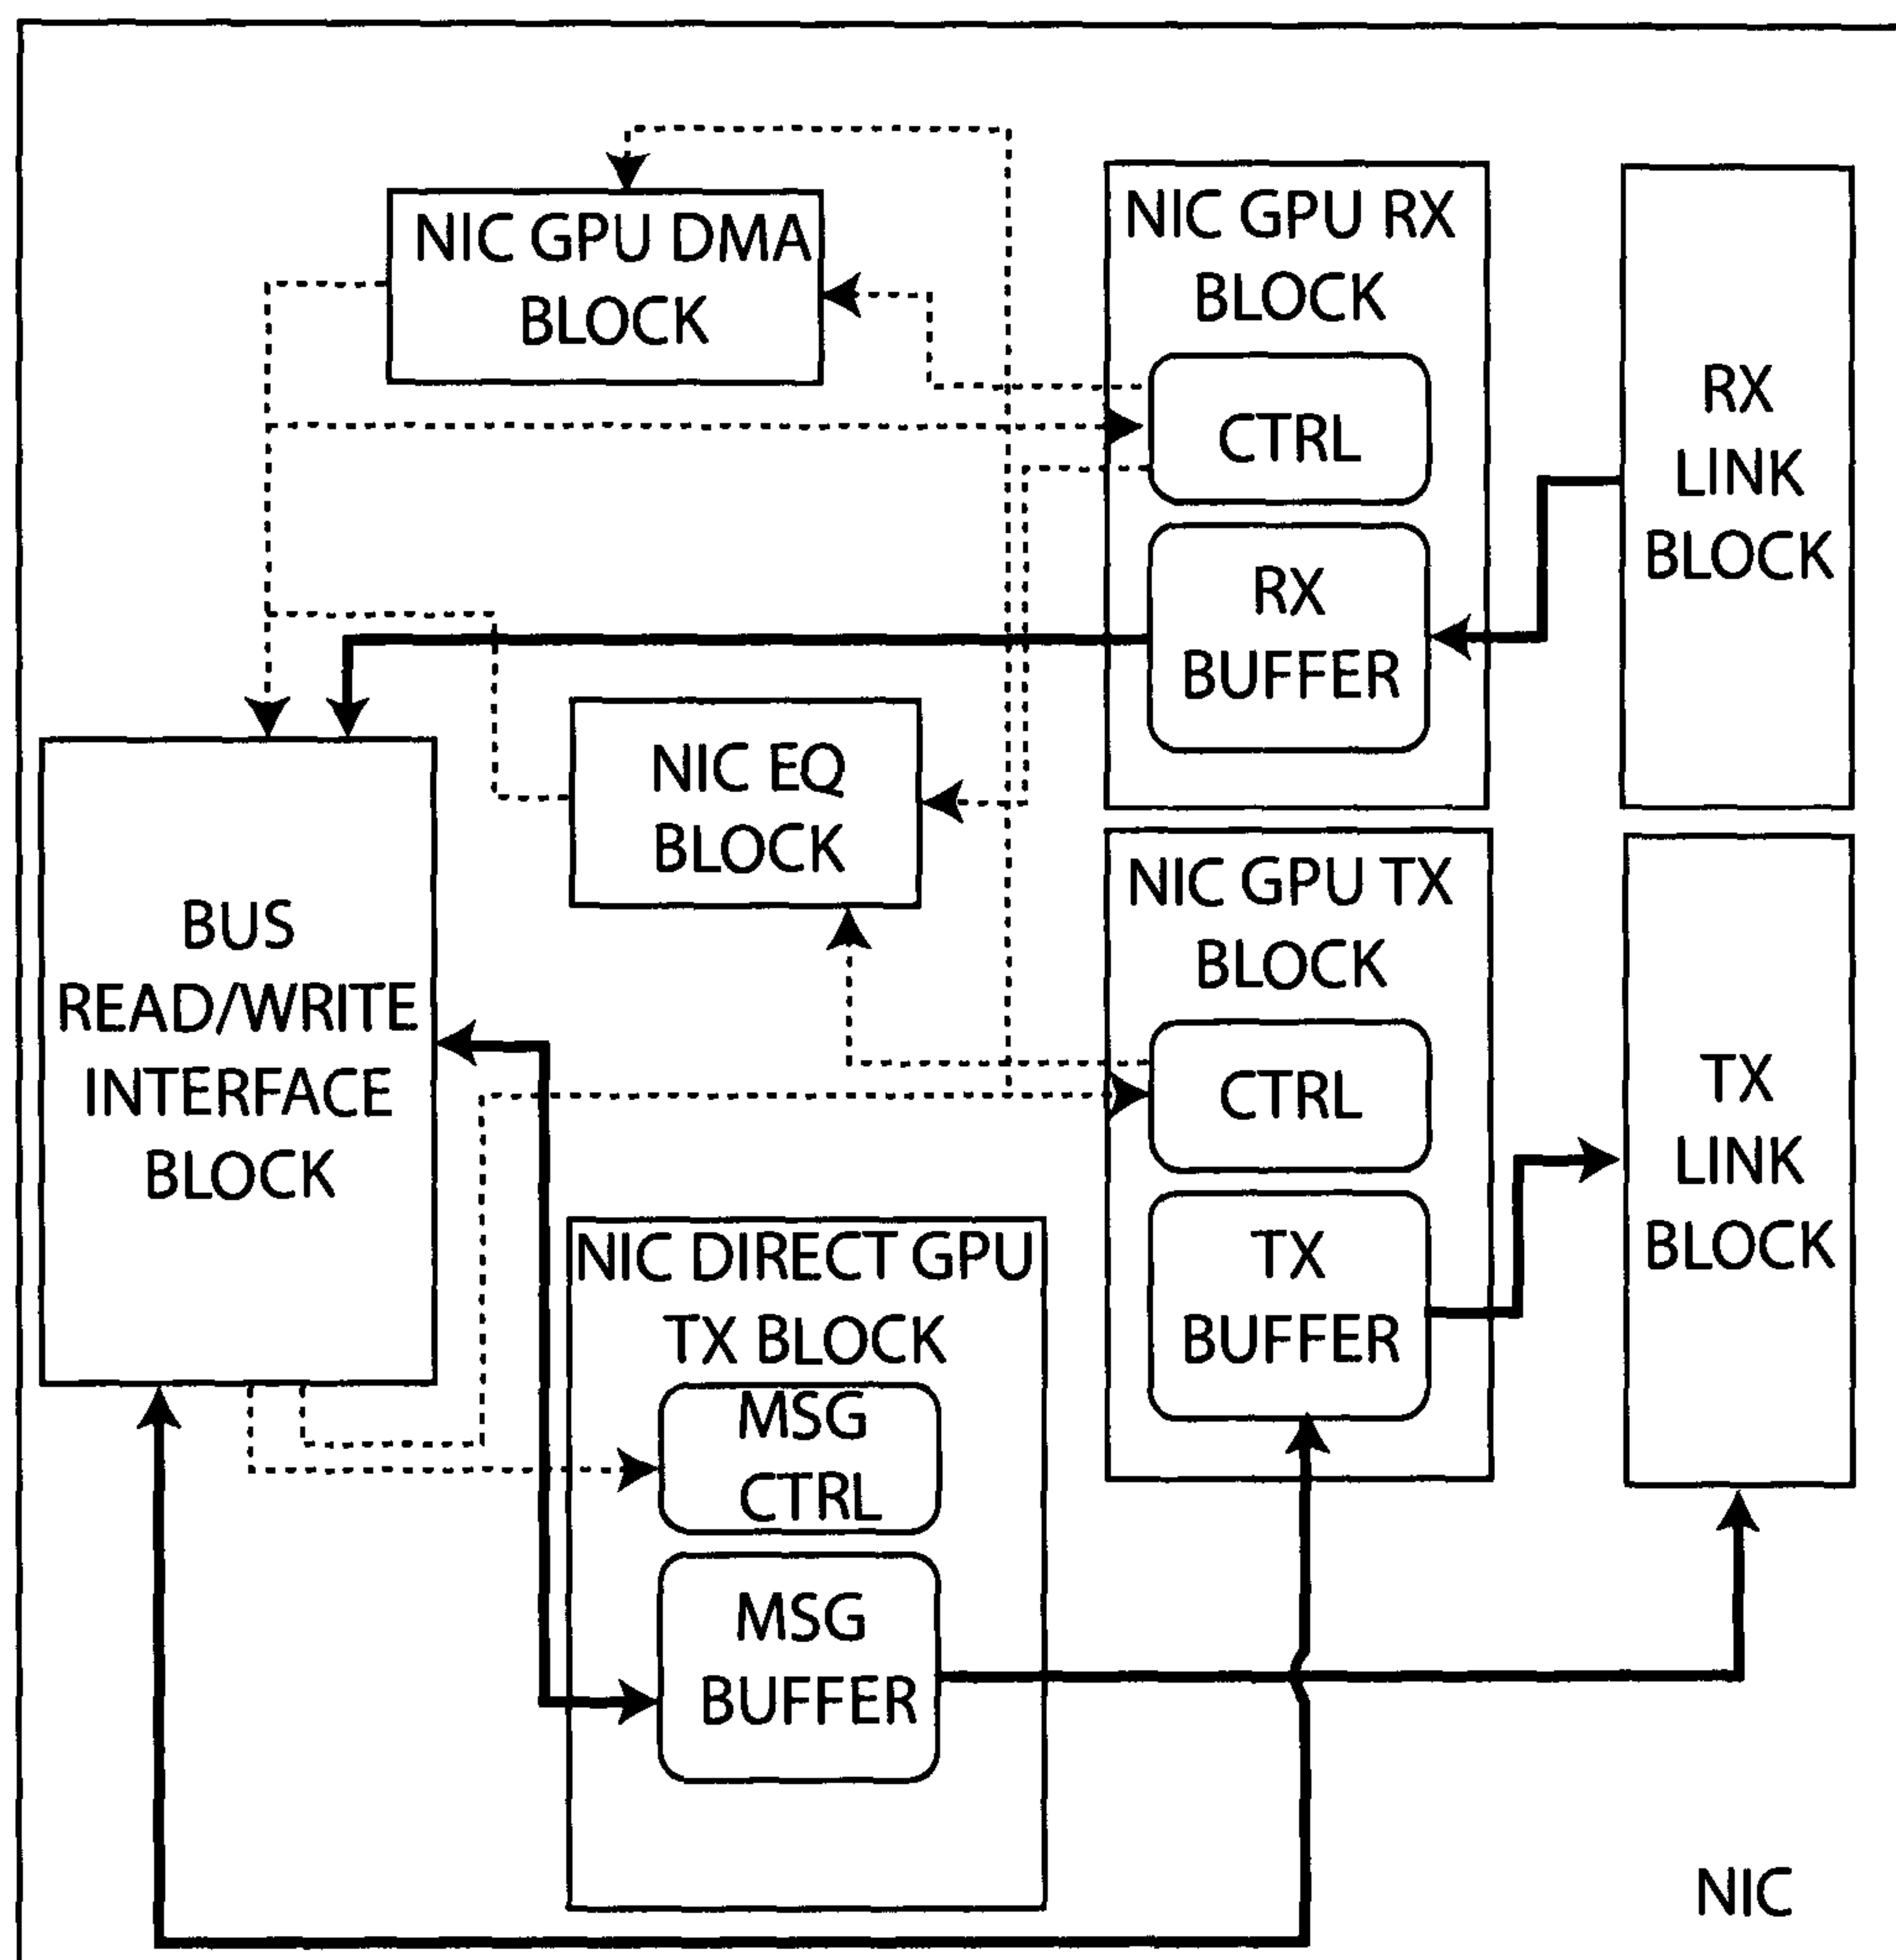 NIC GPU DMA
BLOCK
NIC GPU RX
BLOCK
CTRL
RX
BUFFER
RX
LINK
BLOCK
NIC EQ
BLOCK
BUS
READ/WRITE
INTERFACE
BLOCK
NIC GPU TX
BLOCK
CTRL
TX
BUFFER
TX
LINK
BLOCK
NIC DIRECT GPU
TX BLOCK
MSG
CTRL
MSG
BUFFER
NIC